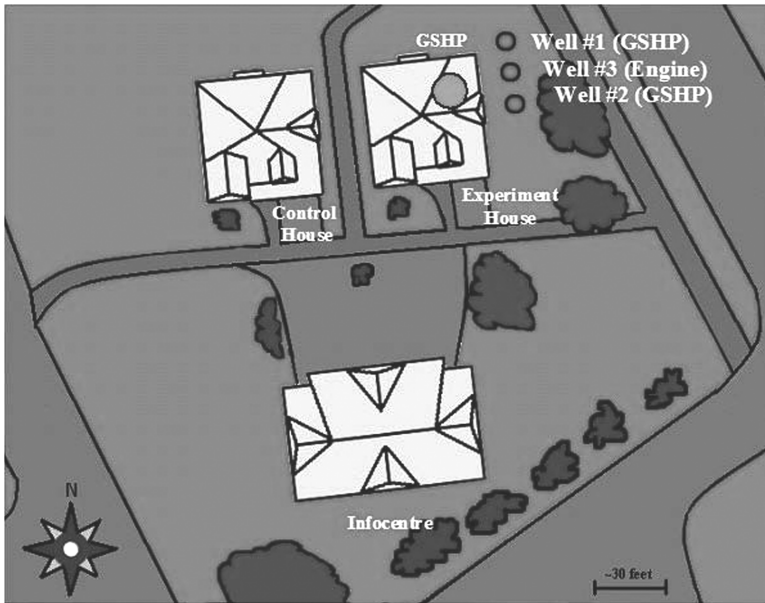 GSHP
Well #1 (GSHP)
Well #3 (Engine)
Well #2 (GSHP)
Experiment
House
Control
House
Infocentre
N
~30 feet